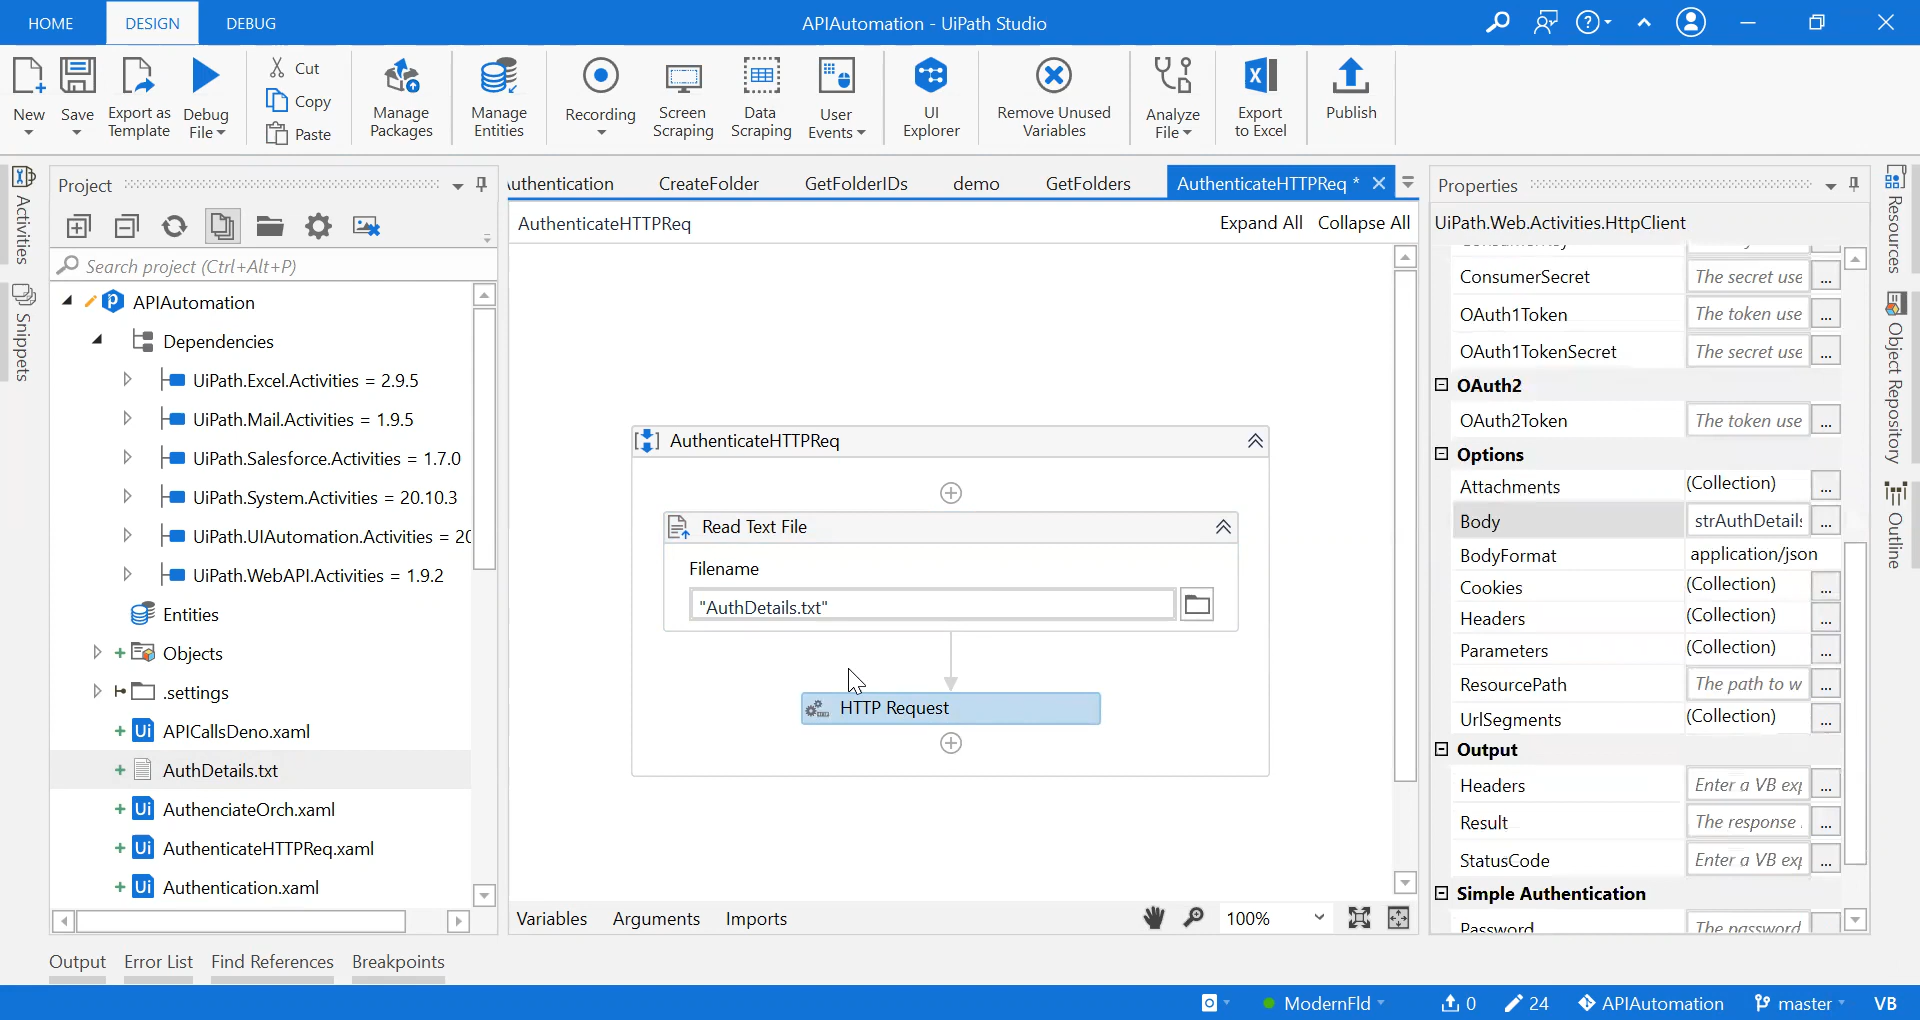 HOME
DESIGN
DEBUG
APIAutomation - UiPath Studio
New
Save
Export as
Template
Debug
File
Cut
Copy
Paste
Manage
Packages
Manage
Entities
Recording
Screen
Scraping
Data
Scraping
User
Events
UI
Explorer
Remove Unused
Variables
Analyze
File
Export
to Excel
Publish
Activities
Snippets
Project
Search project (Ctrl+Alt+P)
APIAutomation
Dependencies
UiPath.Excel.Activities = 2.9.5
UiPath.Mail.Activities = 1.9.5
UiPath.Salesforce.Activities = 1.7.0
UiPath.System.Activities = 20.10.3
UiPath.UIAutomation.Activities = 20
UiPath.WebAPI.Activities = 1.9.2
Entities
Objects
.settings
APICallsDeno.xaml
AuthDetails.txt
AuthenciateOrch.xaml
AuthenticateHTTPReq.xaml
Authentication.xaml
uthentication
CreateFolder
GetFolderIDs
demo
GetFolders
AuthenticateHTTPReq *
AuthenticateHTTPReq
Expand All
Collapse All
AuthenticateHTTPReq
Read Text File
Filename
"AuthDetails.txt"
HTTP Request
Variables
Arguments
Imports
100%
Properties
UiPath.Web.Activities.HttpClient
ConsumerSecret
The secret use
...
OAuth1Token
The token use
...
OAuth1TokenSecret
The secret use
...
OAuth2
OAuth2Token
The token use
...
Options
Attachments
(Collection)
...
Body
strAuthDetails
...
BodyFormat
application/json
Cookies
(Collection)
...
Headers
(Collection)
...
Parameters
(Collection)
...
ResourcePath
The path to w
...
UrlSegments
(Collection)
...
Output
Headers
Enter a VB exp
...
Result
The response .
...
StatusCode
Enter a VB exp
...
Simple Authentication
Password
The password
Resources
Object Repository
Outline
Output
Error List
Find References
Breakpoints
ModernFld
0
24
APIAutomation
master
VB